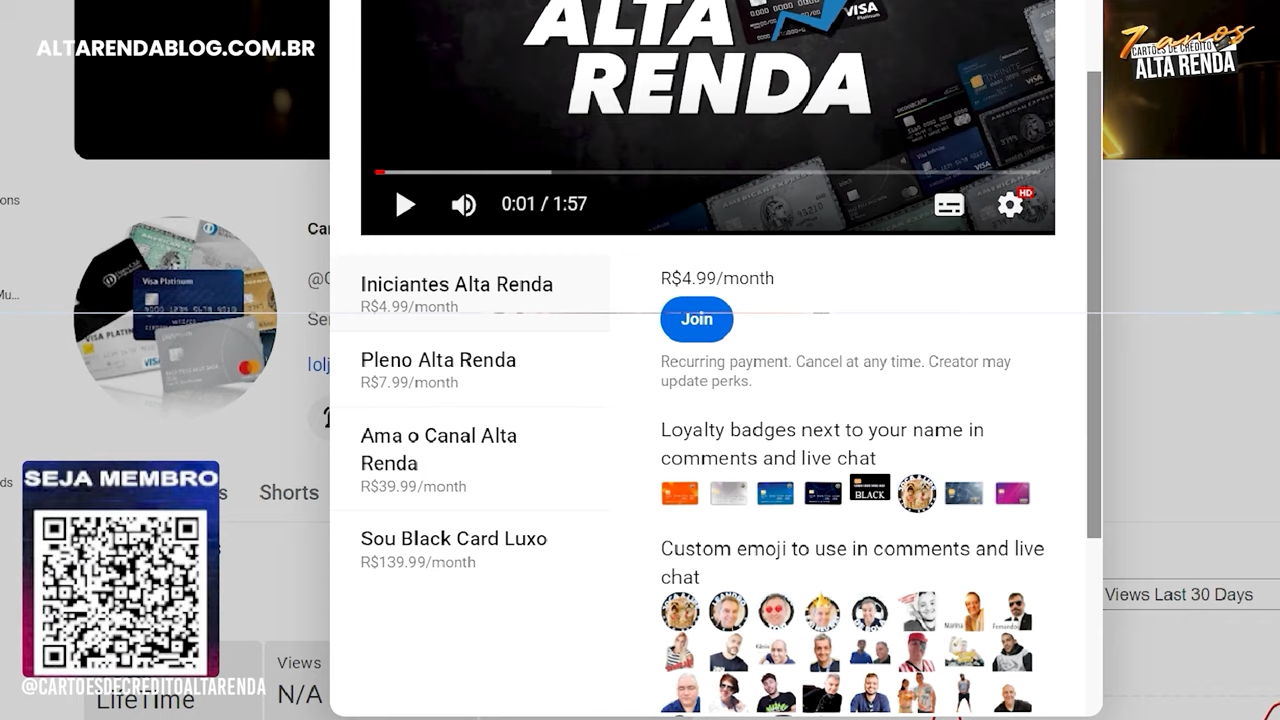 ALTARENDABLOG.COM.BR
ALTA
RENDA
VISA
Platinum
7 anos
CARTÕES DE CRÉDITO
ALTA RENDA
0:01 / 1:57
HD
ons
Mu...
Visa Platinum
VISA
Iniciantes Alta Renda
R$4.99/month
Pleno Alta Renda
R$7.99/month
Ama o Canal Alta
Renda
R$39.99/month
Sou Black Card Luxo
R$139.99/month
R$4.99/month
Join
Recurring payment. Cancel at any time. Creator may
update perks.
Loyalty badges next to your name in
comments and live chat
BLACK
Custom emoji to use in comments and live
chat
SEJA MEMBRO
ds
s
Shorts
Views Last 30 Days
Views
N/A
@CARTOESDECREDITOALTARENDA
LifeTime